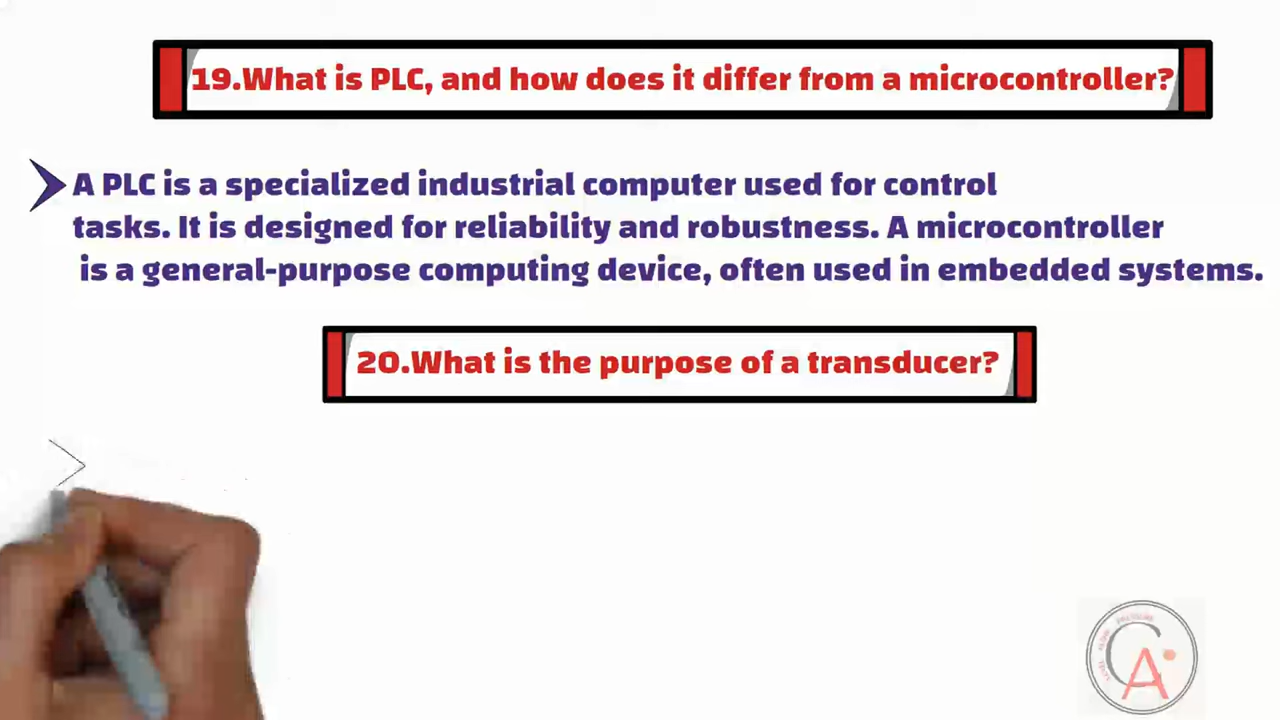 19.What is PLC, and how does it differ from a microcontroller?
A PLC is a specialized industrial computer used for control
tasks. It is designed for reliability and robustness. A microcontroller
is a general-purpose computing device, often used in embedded systems.
20.What is the purpose of a transducer?
CA